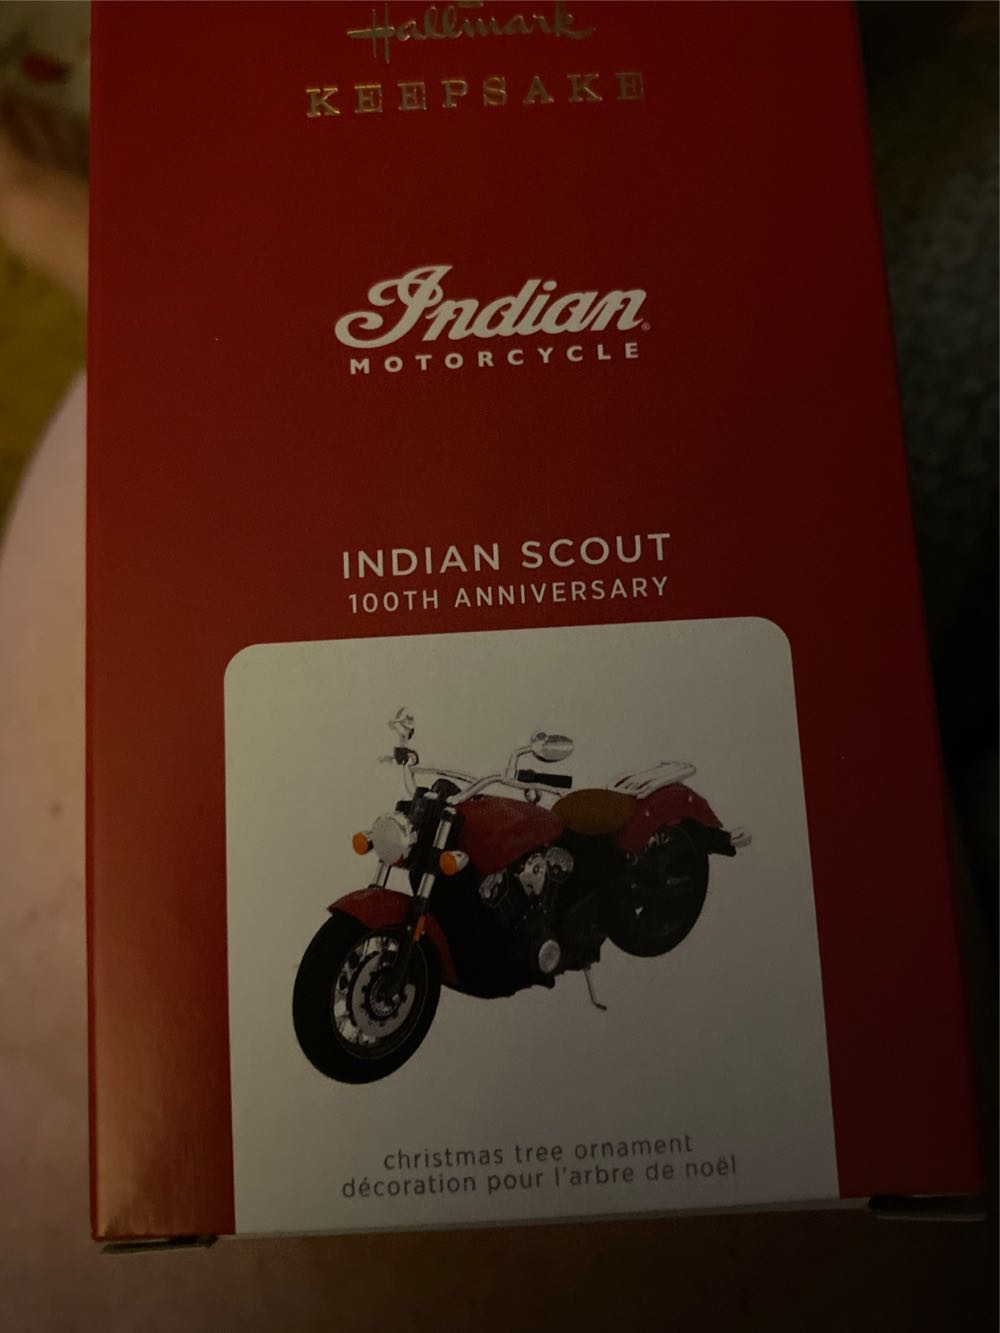 Hallmark
KEEPSAKE
Indian®
MOTORCYCLE
INDIAN SCOUT
100TH ANNIVERSARY
christmas tree ornament
décoration pour l'arbre de noël